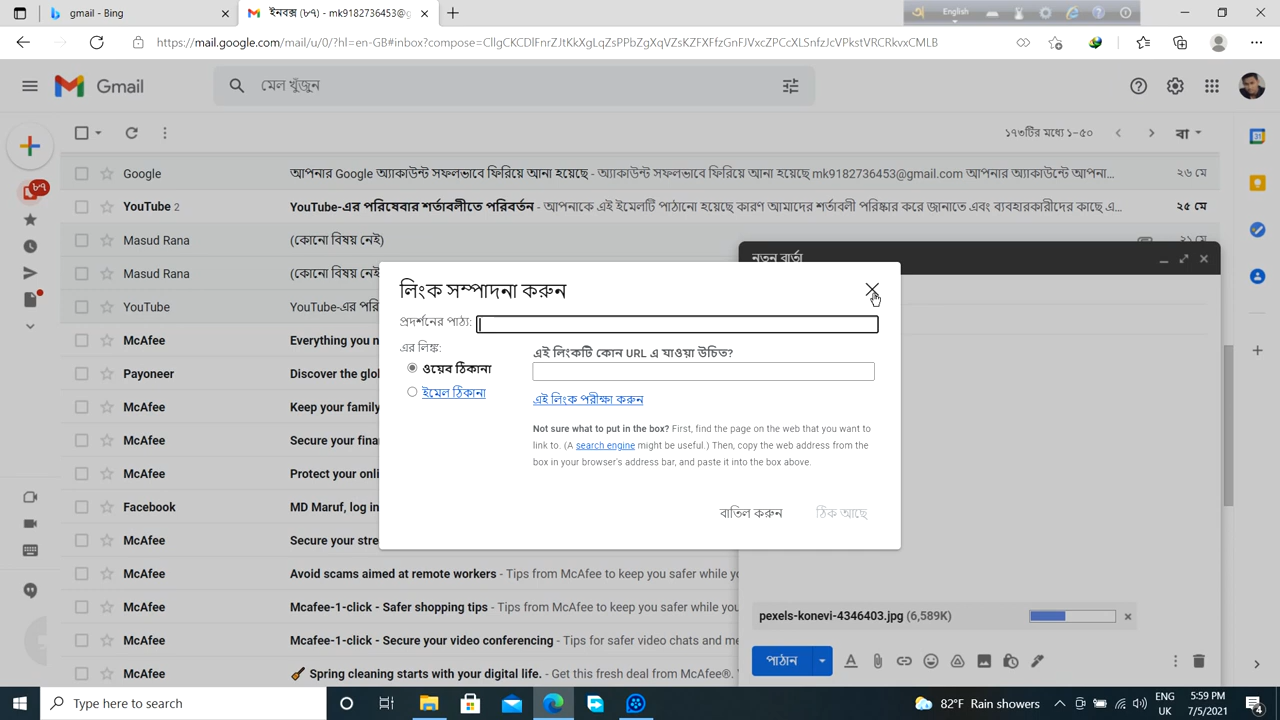 gmail - Bing
ইনবক্স (৮৭) - mk9182736453@g
English
https://mail.google.com/mail/u/0/?hl=en-GB#inbox?compose=CllgCKCDlFnrZJtKkXgLqZsPPbZgXqVZsKZFXFfzGnFJVxcZPCcXLSnfzJcVPkstVRCRkvxCMLB
Gmail
মেল খুঁজুন
১৭৩টির মধ্যে ১-৫০
বা
৮৭
Google
আপনার Google অ্যাকাউন্ট সফলভাবে ফিরিয়ে আনা হয়েছে - অ্যাকাউন্ট সফলভাবে ফিরিয়ে আনা হয়েছে mk9182736453@gmail.com আপনার অ্যাকাউন্টে আপনা...
২৬ মে
YouTube 2
YouTube-এর পরিষেবার শর্তাবলীতে পরিবর্তন - আপনাকে এই ইমেলটি পাঠানো হয়েছে কারণ আমাদের শর্তাবলী পরিষ্কার করে জানাতে এবং ব্যবহারকারীদের কাছে এ...
২৫ মে
Masud Rana
(কোনো বিষয় নেই)
২১ মে
নতুন বার্তা
Masud Rana
(কোনো বিষয় নেই)
YouTube
YouTube-এর পরি
McAfee
Everything you n
Payoneer
Discover the glo
McAfee
Keep your family
McAfee
Secure your finan
McAfee
Protect your onli
Facebook
MD Maruf, log in
McAfee
Secure your stre
McAfee
Avoid scams aimed at remote workers - Tips from McAfee to keep you safer while yo
McAfee
Mcafee-1-click - Safer shopping tips - Tips from McAfee to keep you safer while you
McAfee
Mcafee-1-click - Secure your video conferencing - Tips for safer video chats and me
McAfee
Spring cleaning starts with your digital life. - Get this fresh deal from McAfee®.
লিংক সম্পাদনা করুন
প্রদর্শনের পাঠ্য:
এর লিঙ্ক:
এই লিংকটি কোন URL এ যাওয়া উচিত?
ওয়েব ঠিকানা
ইমেল ঠিকানা
এই লিংক পরীক্ষা করুন
Not sure what to put in the box? First, find the page on the web that you want to
link to. (A search engine might be useful.) Then, copy the web address from the
box in your browser's address bar, and paste it into the box above.
বাতিল করুন
ঠিক আছে
pexels-konevi-4346403.jpg (6,589K)
পাঠান
Type here to search
82°F Rain showers
ENG
UK
5:59 PM
7/5/2021
4